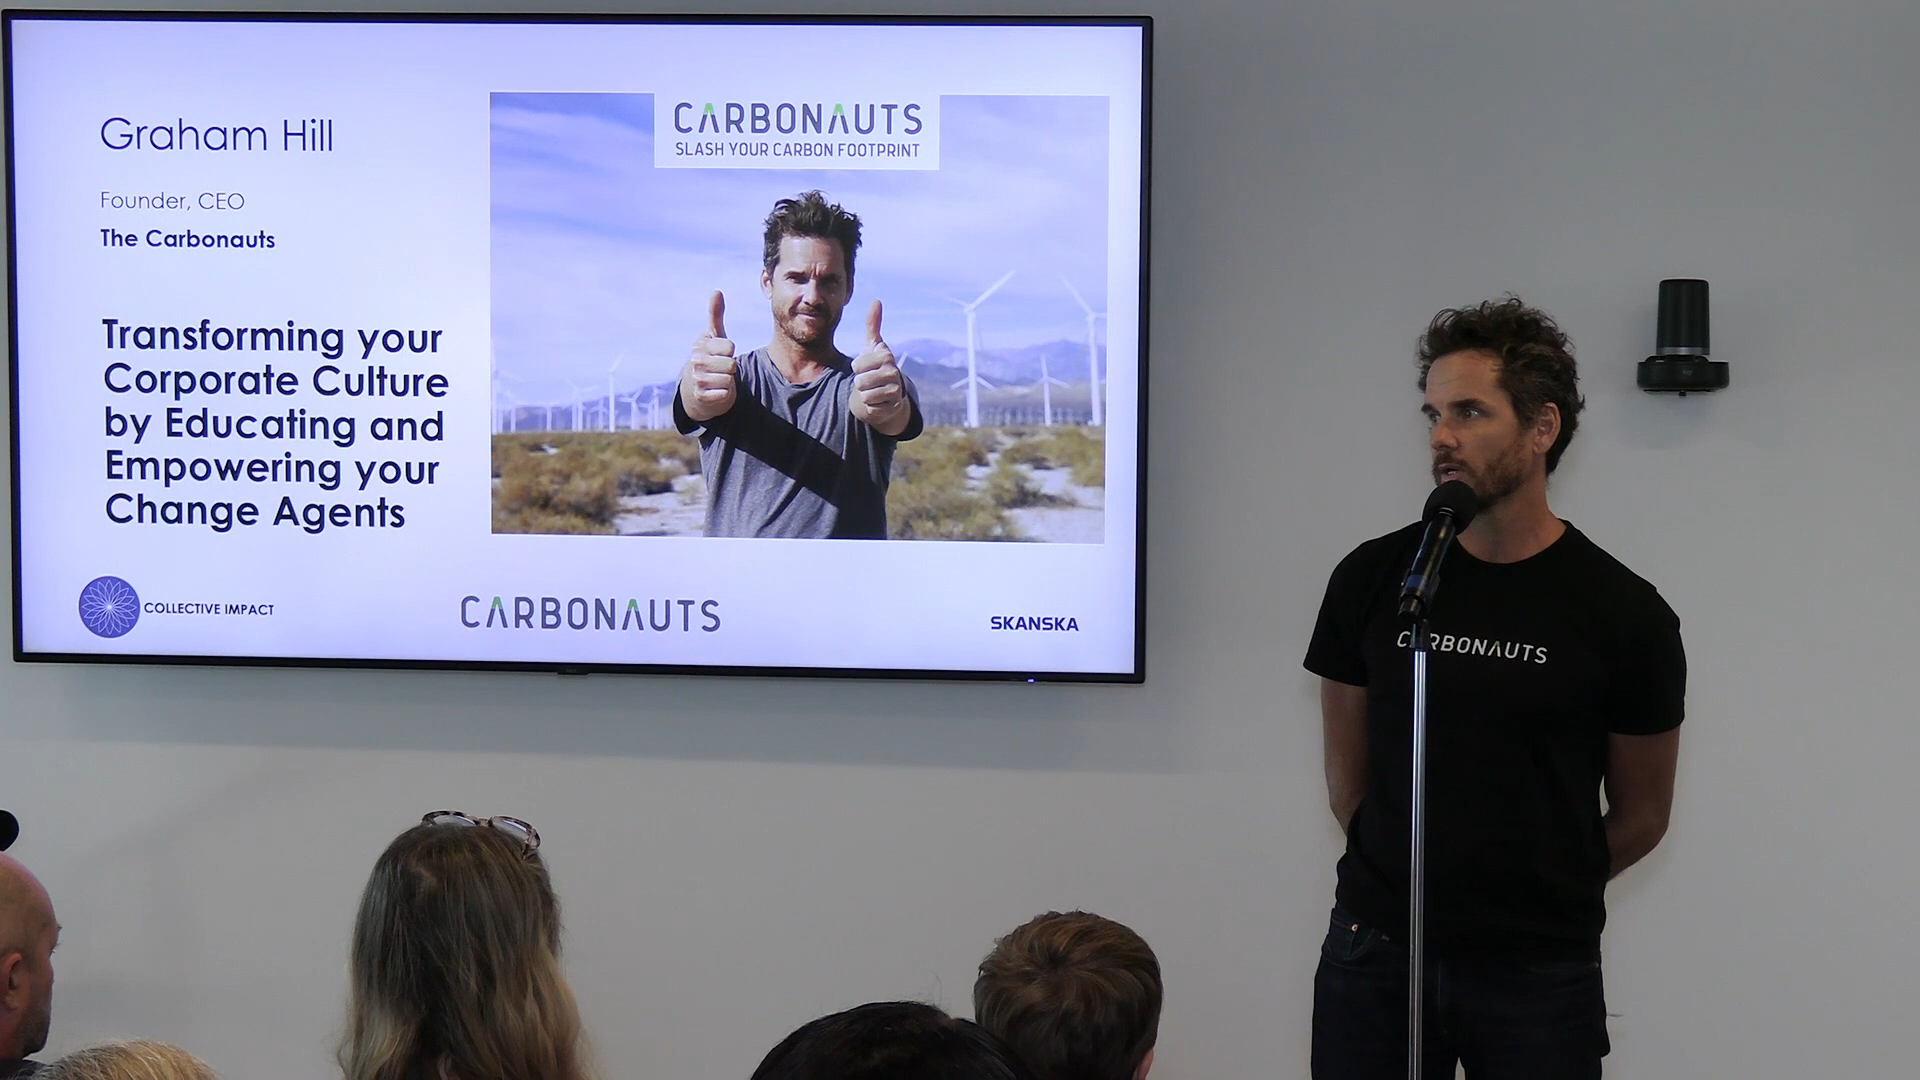 Graham Hill
Founder, CEO
The Carbonauts
Transforming your
Corporate Culture
by Educating and
Empowering your
Change Agents
CARBONAUTS
SLASH YOUR CARBON FOOTPRINT
COLLECTIVE IMPACT
CARBONAUTS
SKANSKA
CARBONAUTS